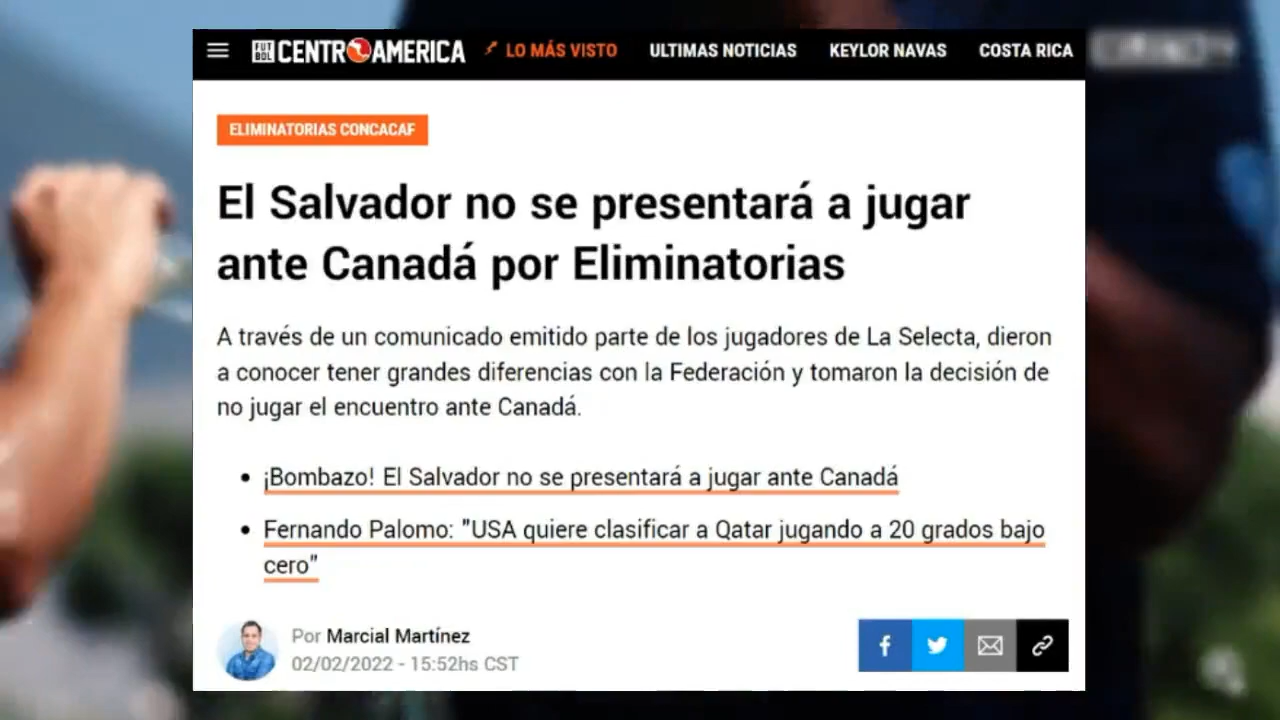 FUT BOL CENTROAMERICA LO MÁS VISTO ULTIMAS NOTICIAS KEYLOR NAVAS COSTA RICA
ELIMINATORIAS CONCACAF
El Salvador no se presentará a jugar
ante Canadá por Eliminatorias
A través de un comunicado emitido parte de los jugadores de La Selecta, dieron
a conocer tener grandes diferencias con la Federación y tomaron la decisión de
no jugar el encuentro ante Canadá.
• ¡Bombazo! El Salvador no se presentará a jugar ante Canadá
• Fernando Palomo: "USA quiere clasificar a Qatar jugando a 20 grados bajo
cero"
Por Marcial Martínez
02/02/2022 - 15:52hs CST